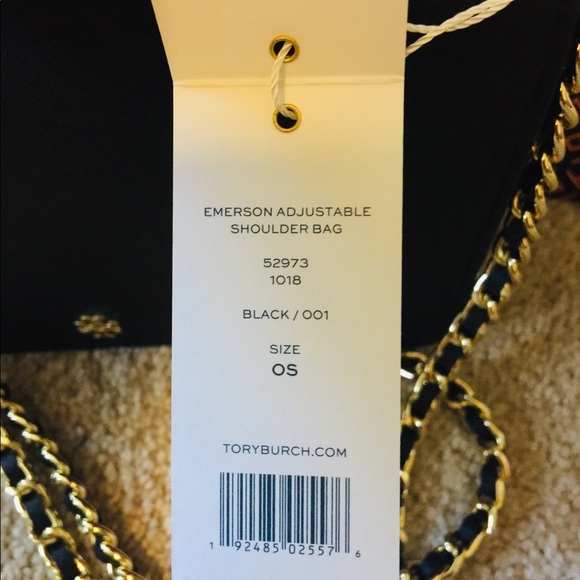 EMERSON ADJUSTABLE
SHOULDER BAG
52973
1018
BLACK / 001
SIZE
OS
TORYBURCH.COM
1 92485 02557 6